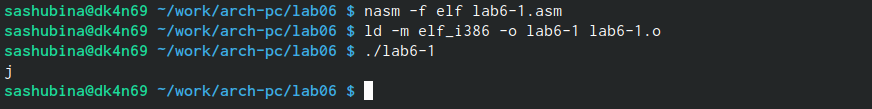 sashubina@dk4n69 ~/work/arch-pc/lab06 $ nasm -f elf lab6-1.asm
sashubina@dk4n69 ~/work/arch-pc/lab06 $ ld -m elf_i386 -o lab6-1 lab6-1.o
sashubina@dk4n69 ~/work/arch-pc/lab06 $ ./lab6-1
j
sashubina@dk4n69 ~/work/arch-pc/lab06 $